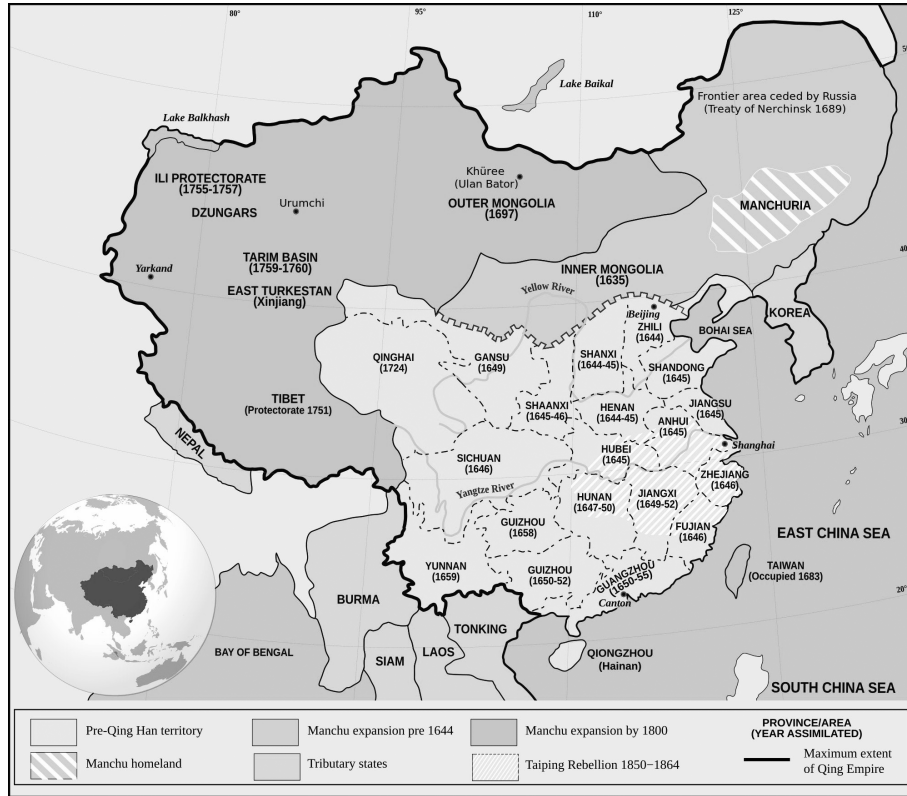 80°
95°
110°
125°
50
Lake Baikal
Frontier area ceded by Russia
(Treaty of Nerchinsk 1689)
Lake Balkhash
ILI PROTECTORATE
(1755-1757)
DZUNGARS
Urumchi
Khüree
(Ulan Bator)
OUTER MONGOLIA
(1697)
MANCHURIA
40°
TARIM BASIN
(1759-1760)
Yarkand
EAST TURKESTAN
(Xinjiang)
INNER MONGOLIA
(1635)
Yellow River
Beijing
ZHILI
(1644)
BOHAI SEA
KOREA
QINGHAI
(1724)
GANSU
(1649)
SHANXI
(1644-45)
SHANDONG
(1645)
TIBET
(Protectorate 1751)
SHAANXI
(1645-46)
HENAN
(1644-45)
JIANGSU
(1645)
ANHUI
(1645)
30°
NEPAL
SICHUAN
(1646)
HUBEI
(1645)
Shanghai
ZHEJIANG
(1646)
Yangtze River
HUNAN
(1647-50)
JIANGXI
(1649-52)
GUIZHOU
(1658)
FUJIAN
(1646)
EAST CHINA SEA
YUNNAN
(1659)
GUIZHOU
(1650-52)
GUANGZHOU
(1650-55)
Canton
TAIWAN
(Occupied 1683)
20°
BURMA
TONKING
BAY OF BENGAL
SIAM
LAOS
QIONGZHOU
(Hainan)
SOUTH CHINA SEA
Pre-Qing Han territory
Manchu expansion pre 1644
Manchu expansion by 1800
PROVINCE/AREA
(YEAR ASSIMILATED)
Manchu homeland
Tributary states
Taiping Rebellion 1850−1864
Maximum extent
of Qing Empire